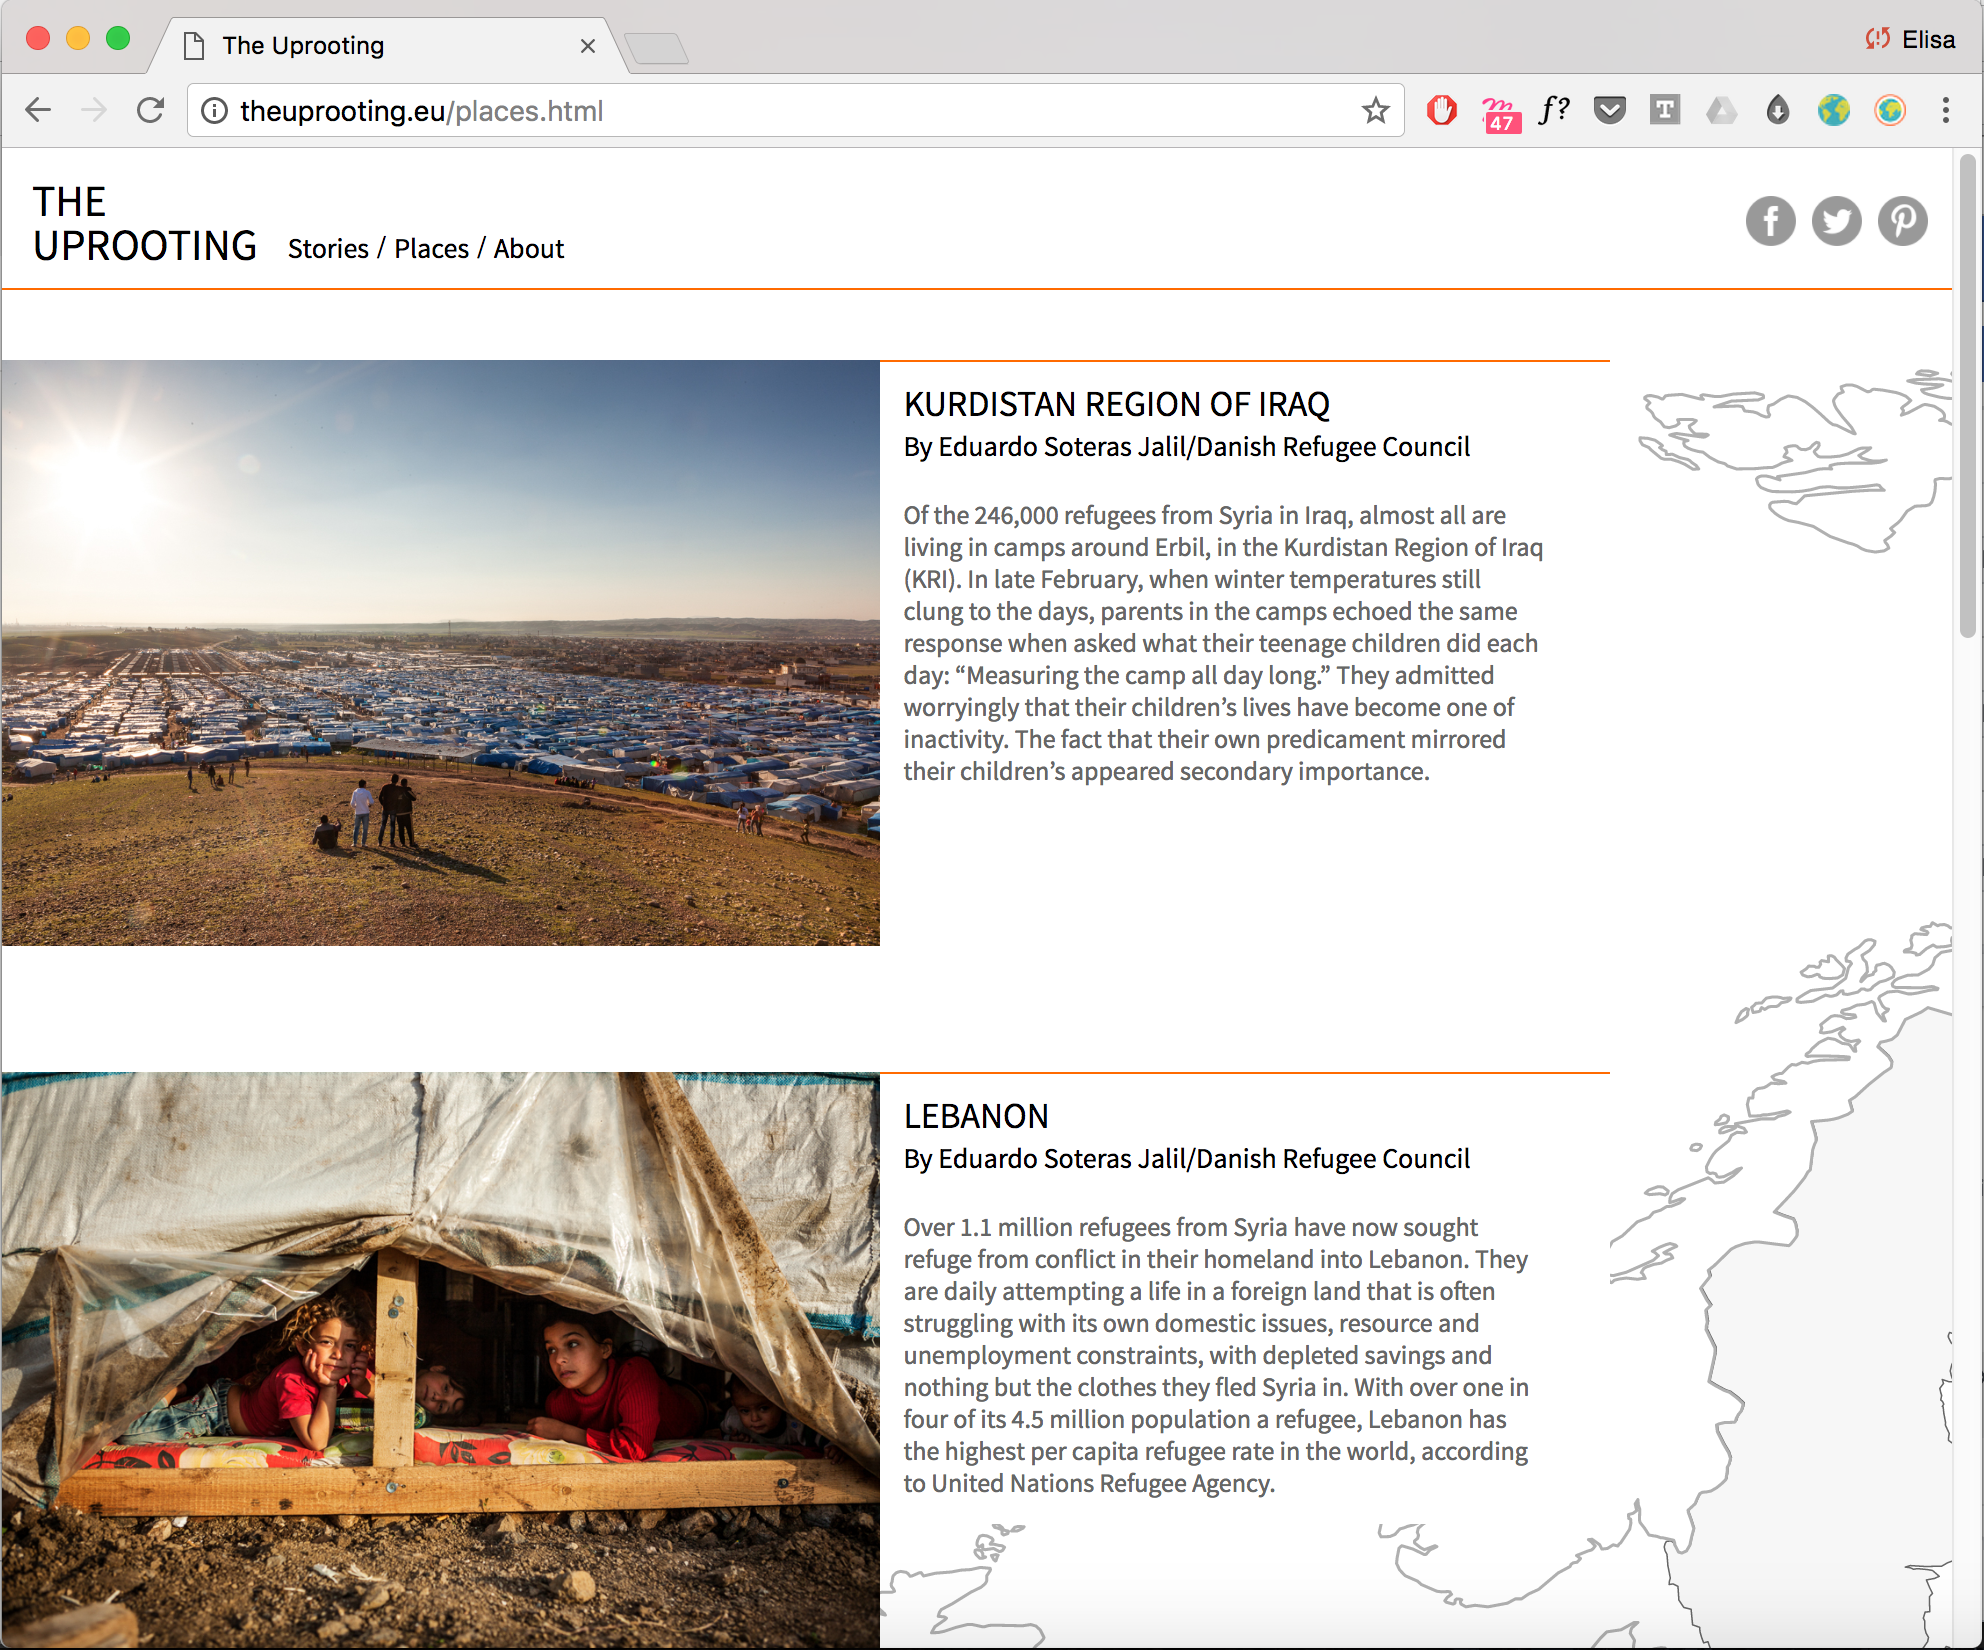 The Uprooting
Elisa
theuprooting.eu/places.html
47
f?
T
THE
UPROOTING
Stories / Places / About
KURDISTAN REGION OF IRAQ
By Eduardo Soteras Jalil/Danish Refugee Council
Of the 246,000 refugees from Syria in Iraq, almost all are
living in camps around Erbil, in the Kurdistan Region of Iraq
(KRI). In late February, when winter temperatures still
clung to the days, parents in the camps echoed the same
response when asked what their teenage children did each
day: “Measuring the camp all day long.” They admitted
worryingly that their children’s lives have become one of
inactivity. The fact that their own predicament mirrored
their children’s appeared secondary importance.
LEBANON
By Eduardo Soteras Jalil/Danish Refugee Council
Over 1.1 million refugees from Syria have now sought
refuge from conflict in their homeland into Lebanon. They
are daily attempting a life in a foreign land that is often
struggling with its own domestic issues, resource and
unemployment constraints, with depleted savings and
nothing but the clothes they fled Syria in. With over one in
four of its 4.5 million population a refugee, Lebanon has
the highest per capita refugee rate in the world, according
to United Nations Refugee Agency.